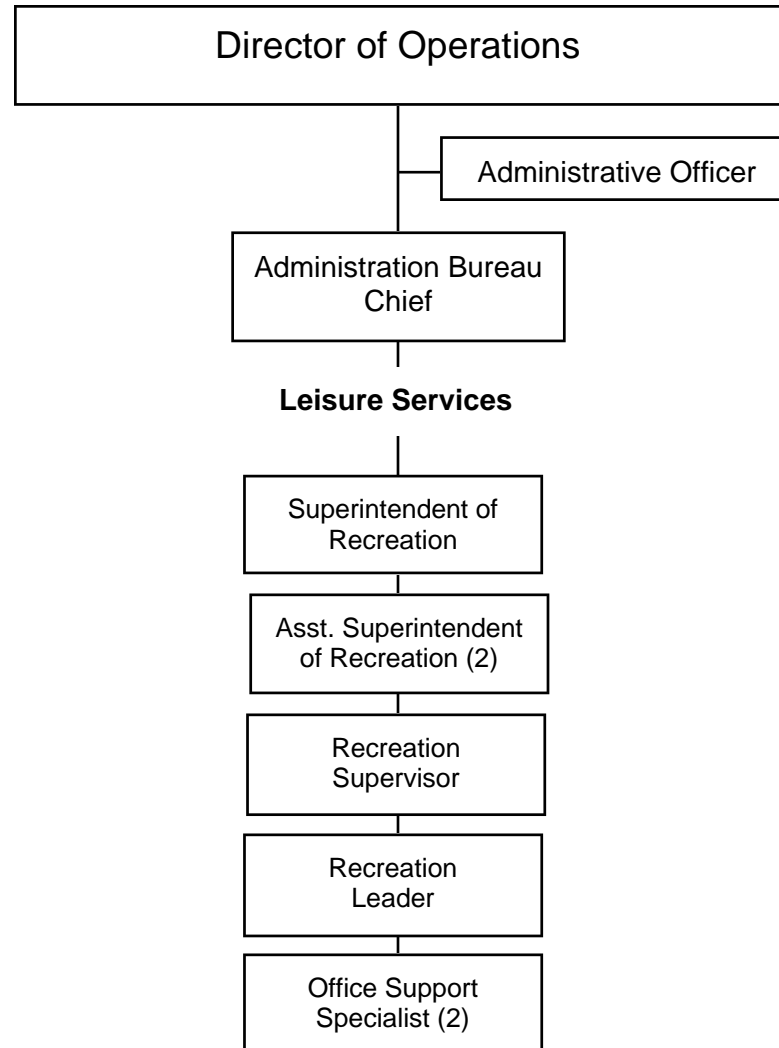 Director of Operations
Administrative Officer
Administration Bureau
Chief
Leisure Services
Superintendent of
Recreation
Asst. Superintendent
of Recreation (2)
Recreation
Supervisor
Recreation
Leader
Office Support
Specialist (2)